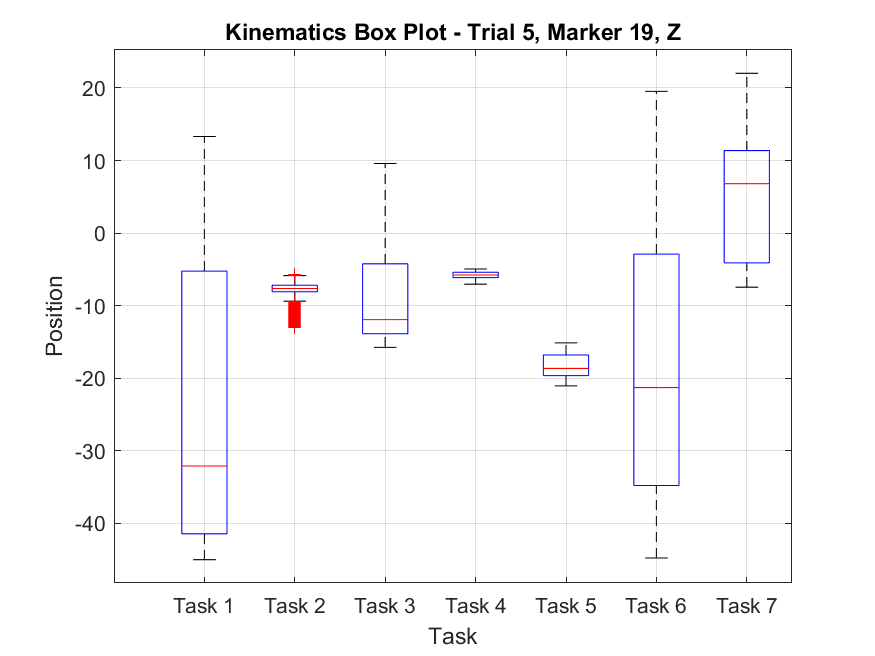 Kinematics Box Plot - Trial 5, Marker 19, Z
20
10
0
-10
-20
-30
-40
Position
Task 1 Task 2 Task 3 Task 4 Task 5 Task 6 Task 7
Task